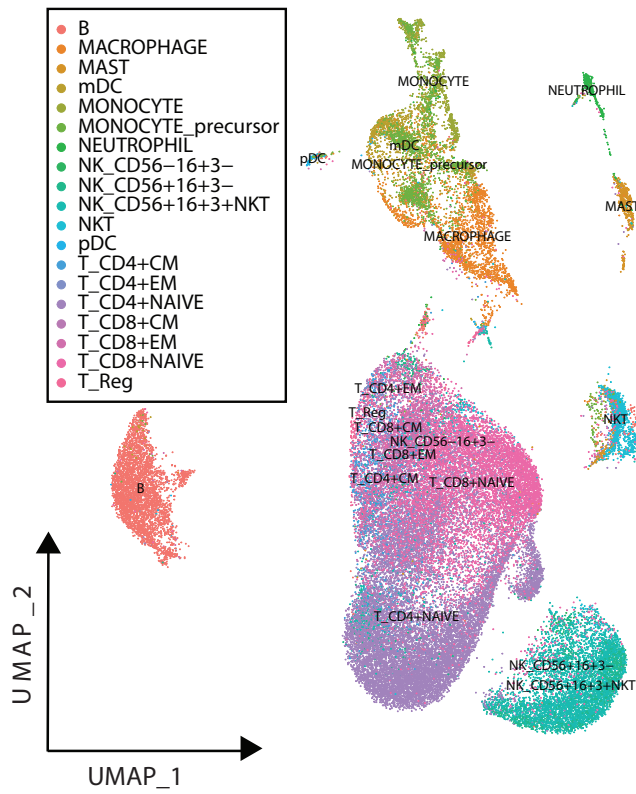 B
MACROPHAGE
MAST
mDC
MONOCYTE
MONOCYTE_precursor
NEUTROPHIL
NK_CD56−16+3-
NK_CD56+16+3-
NK_CD56+16+3+NKT
NKT
pDC
T_CD4+CM
T_CD4+EM
T_CD4+NAIVE
T_CD8+CM
T_CD8+EM
T_CD8+NAIVE
T_Reg
MONOCYTE
NEUTROPHIL
mDC
pDC
MONOCYTE_precursor
MAST
MACROPHAGE
T_CD4+EM
T_Reg
T_CD8+CM
NKT
NK_CD56−16+3−
T_CD8+EM
T_CD4+CM
T_CD8+NAIVE
B
T_CD4+NAIVE
NK_CD56+16+3−
NK_CD56+16+3+NKT
UMAP_2
UMAP_1